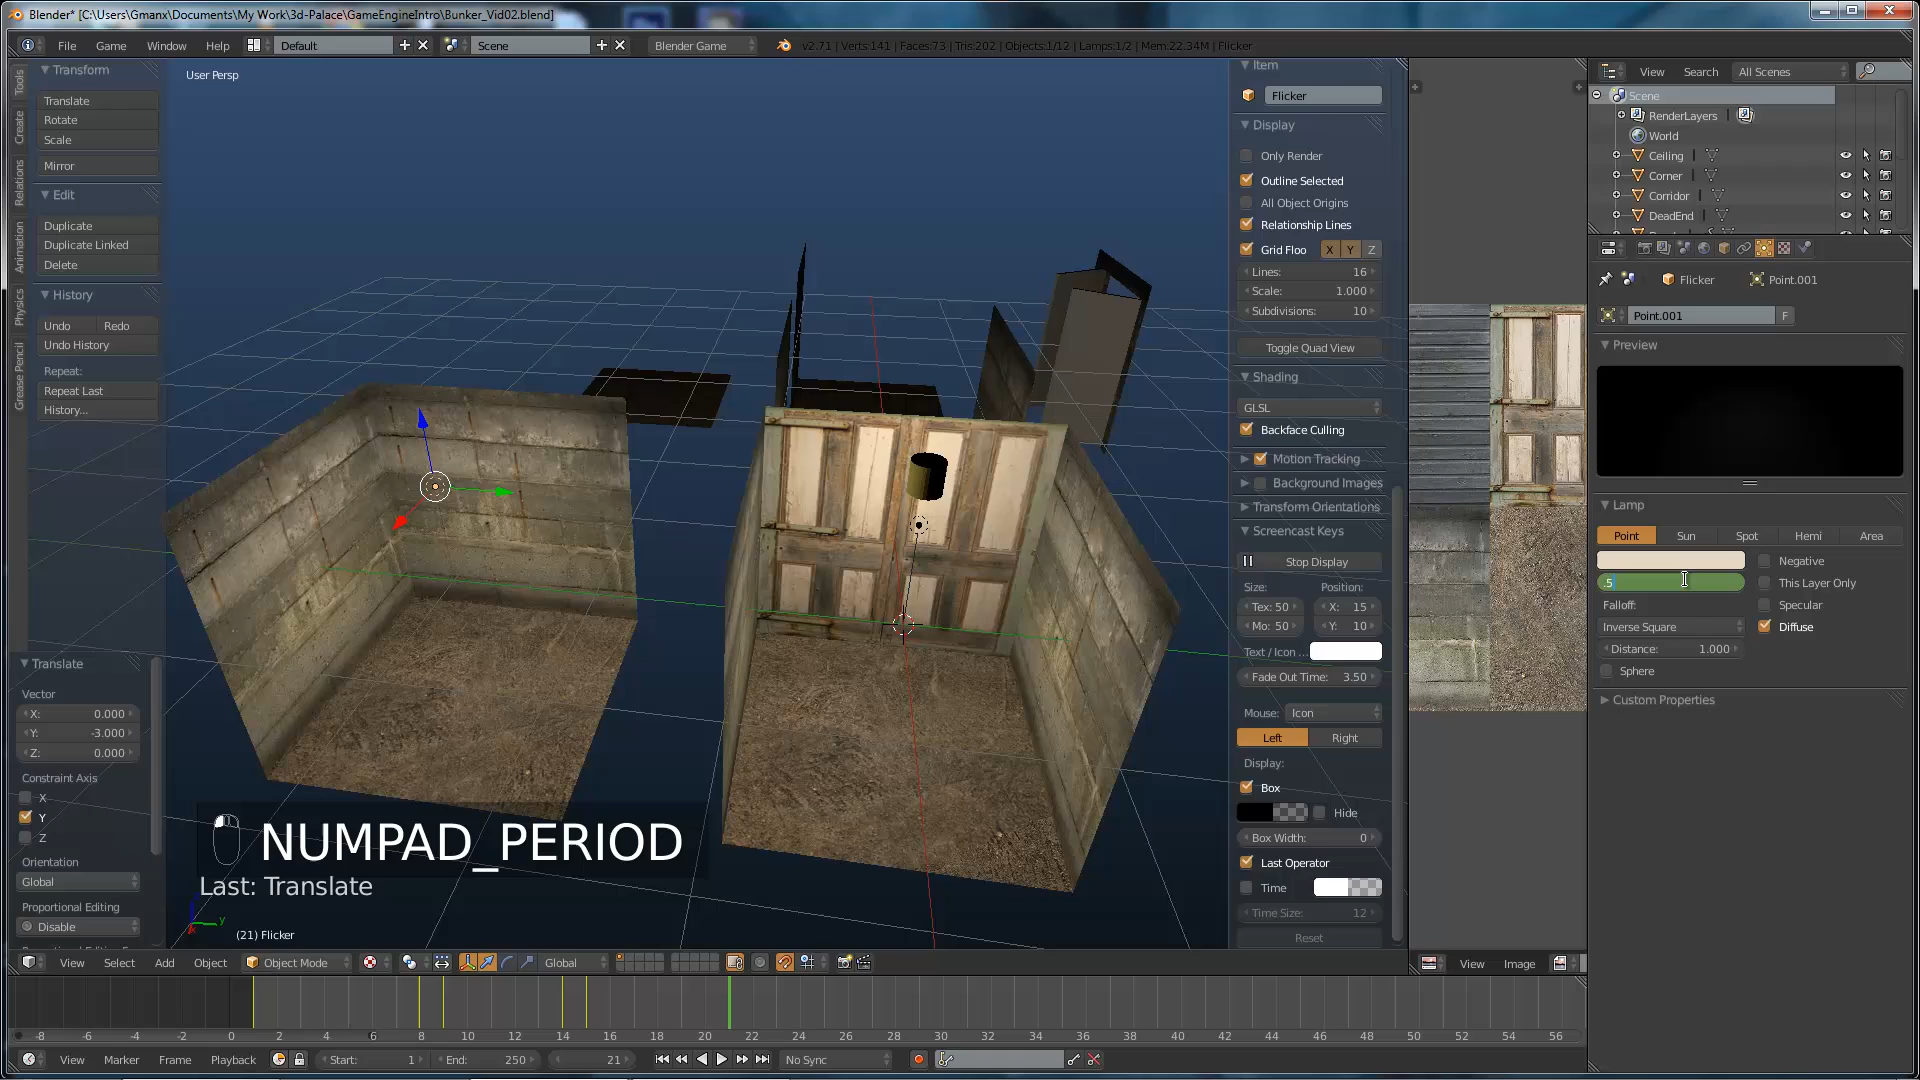 Blender* [C:\Users\Gmanx\Documents\My Work\3d-Palace\GameEngineIntro\Bunker_Vid02.blend]
File Game Window Help Default Scene Blender Game v2.71 | Verts:141 | Faces:73 | Tris:202 | Objects:1/12 | Lamps:1/2 | Mem:22.34M | Flicker
Tools
Create
Relations
Animation
Physics
Grease Pencil
Transform
Translate
Rotate
Scale
Mirror
Edit
Duplicate
Duplicate Linked
Delete
History
Undo Redo
Undo History
Repeat:
Repeat Last
History...
Translate
Vector
X: 0.000
Y: -3.000
Z: 0.000
Constraint Axis
X
Y
Z
Orientation
Global
Proportional Editing
Disable
User Persp
NUMPAD_PERIOD
Last: Translate
y
(21) Flicker
Item
Flicker
Display
Only Render
Outline Selected
All Object Origins
Relationship Lines
Grid Floo X Y Z
Lines: 16
Scale: 1.000
Subdivisions: 10
Toggle Quad View
Shading
GLSL
Backface Culling
Motion Tracking
Background Images
Transform Orientations
Screencast Keys
Stop Display
Size: Position:
Tex: 50 X: 15
Mo: 50 Y: 10
Text / Icon ...
Fade Out Time: 3.50
Mouse: Icon
Left Right
Display:
Box
Hide
Box Width: 0
Last Operator
Time
Time Size: 12
Reset
View Search All Scenes
Scene
RenderLayers
World
Ceiling
Corner
Corridor
DeadEnd
Flicker Point.001
Point.001 F
Preview
Lamp
Point Sun Spot Hemi Area
Negative
.5 This Layer Only
Falloff: Specular
Inverse Square Diffuse
Distance: 1.000
Sphere
Custom Properties
View Select Add Object Object Mode Global
View Image
-8 -6 -4 -2 0 2 4 6 8 10 12 14 16 18 20 22 24 26 28 30 32 34 36 38 40 42 44 46 48 50 52 54 56
View Marker Frame Playback Start: 1 End: 250 21 No Sync